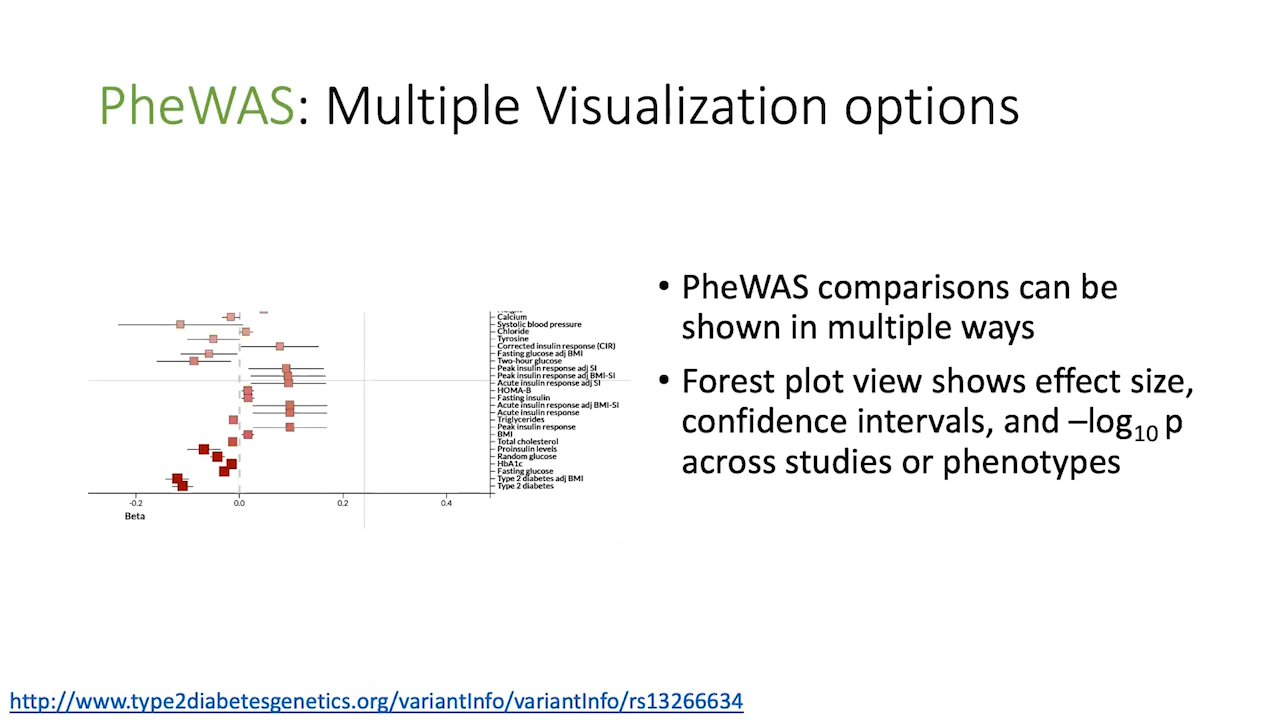 PheWAS: Multiple Visualization options
Calcium
Systolic blood pressure
Chloride
Tyrosine
Corrected insulin response (CIR)
Fasting glucose adj BMI
Two-hour glucose
Peak insulin response adj SI
Peak insulin response adj BMI-SI
Acute insulin response adj SI
HOMA-B
Fasting insulin
Acute insulin response adj BMI-SI
Acute insulin response
Triglycerides
Peak insulin response
BMI
Total cholesterol
Proinsulin levels
Random glucose
HbA1c
Fasting glucose
Type 2 diabetes adj BMI
Type 2 diabetes
-0.2 0.0 0.2 0.4
Beta
• PheWAS comparisons can be
shown in multiple ways
• Forest plot view shows effect size,
confidence intervals, and –log10 p
across studies or phenotypes
http://www.type2diabetesgenetics.org/variantInfo/variantInfo/rs13266634